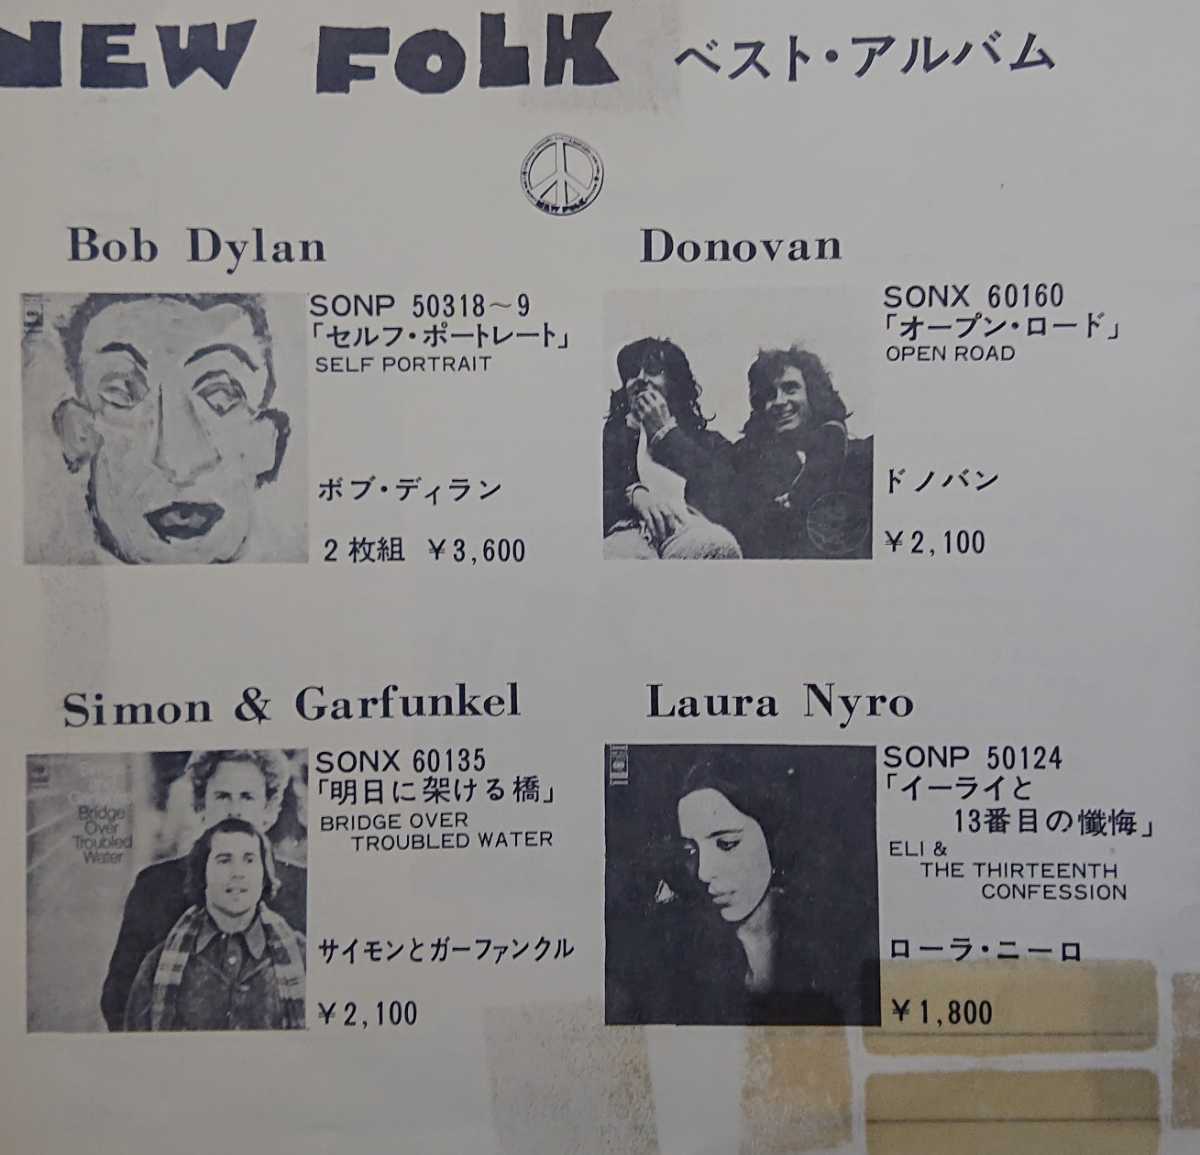 NEW FOLK ベスト・アルバム
NEW FOLK
Bob Dylan
SONP 50318〜9
「セルフ・ポートレート」
SELF PORTRAIT
ボブ・ディラン
2枚組 ¥3,600
Donovan
SONX 60160
「オープン・ロード」
OPEN ROAD
ドノバン
¥2,100
Simon & Garfunkel
Bridge
Over
Troubled
Water
SONX 60135
「明日に架ける橋」
BRIDGE OVER
TROUBLED WATER
サイモンとガーファンクル
¥2,100
Laura Nyro
SONP 50124
「イーライと
13番目の懺悔」
ELI &
THE THIRTEENTH
CONFESSION
ローラ・ニーロ
¥1,800